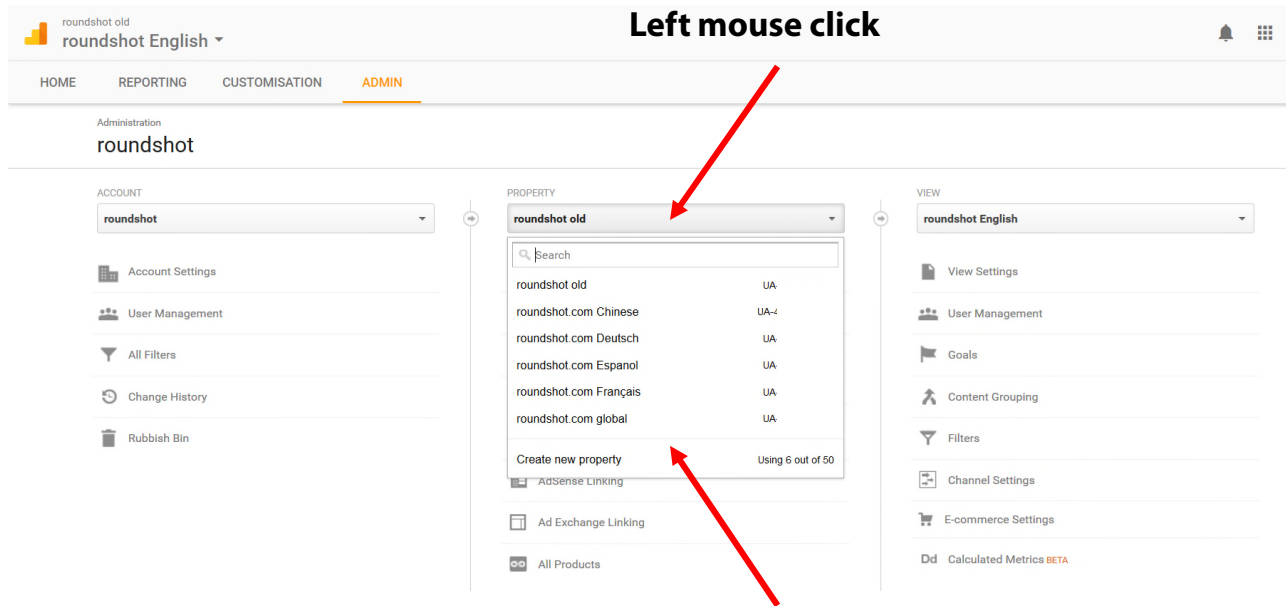 roundshot old
roundshot English
Left mouse click
HOME REPORTING CUSTOMISATION ADMIN
Administration
roundshot
ACCOUNT
roundshot
Account Settings
User Management
All Filters
Change History
Rubbish Bin
PROPERTY
roundshot old
Search
roundshot old UA-
roundshot.com Chinese UA-4
roundshot.com Deutsch UA-
roundshot.com Espanol UA-
roundshot.com Français UA-
roundshot.com global UA-
Create new property Using 6 out of 50
AdSense Linking
Ad Exchange Linking
All Products
VIEW
roundshot English
View Settings
User Management
Goals
Content Grouping
Filters
Channel Settings
E-commerce Settings
Dd Calculated Metrics BETA